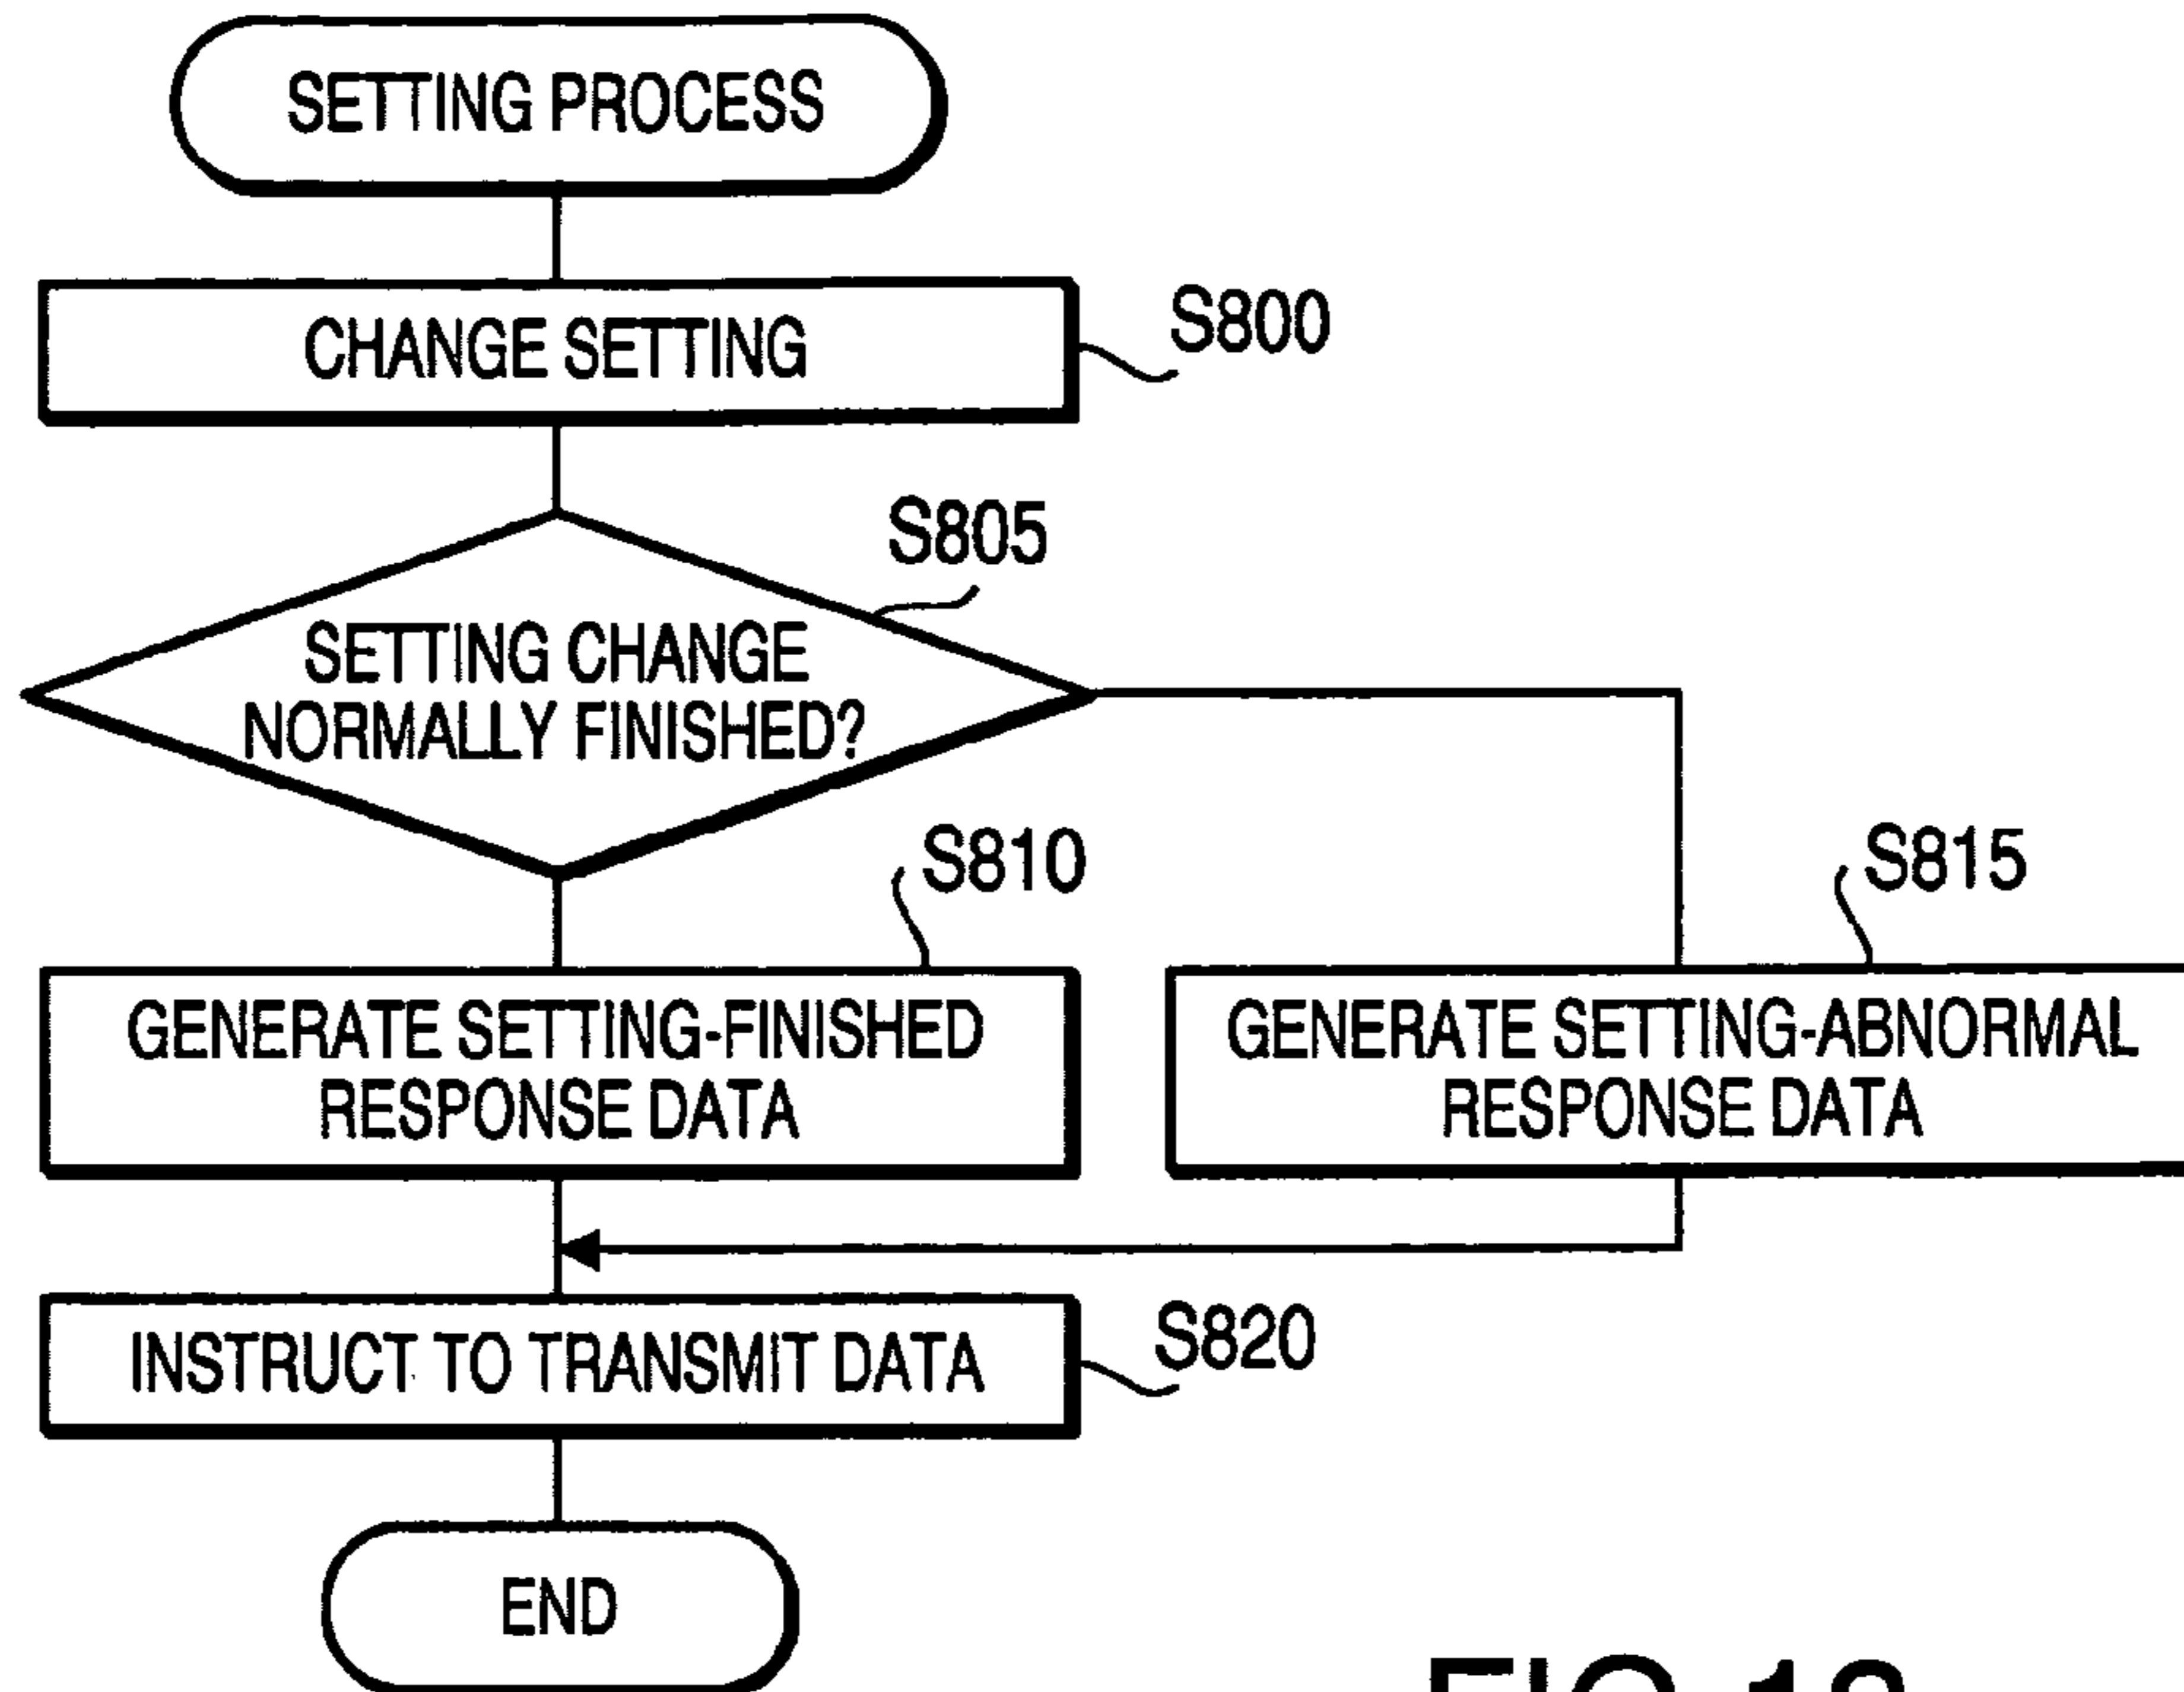 SETTING PROCESS
CHANGE SETTING
S800
S805
SETTING CHANGE
NORMALLY FINISHED?
S810
S815
GENERATE SETTING-FINISHED
RESPONSE DATA
GENERATE SETTING-ABNORMAL
RESPONSE DATA
INSTRUCT TO TRANSMIT DATA
S820
END